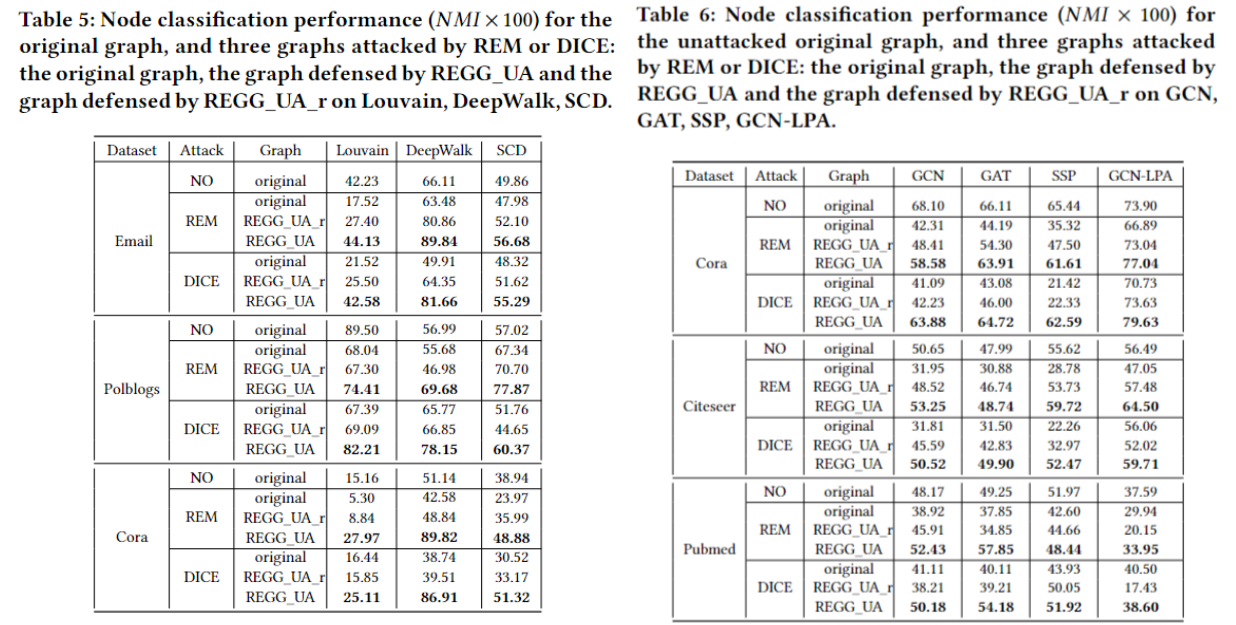 Table 5: Node classification performance (NMI × 100) for the
original graph, and three graphs attacked by REM or DICE:
the original graph, the graph defensed by REGG_UA and the
graph defensed by REGG_UA_r on Louvain, DeepWalk, SCD.
Dataset Attack Graph Louvain DeepWalk SCD
NO original 42.23 66.11 49.86
original 17.52 63.48 47.98
REM REGG_UA_r 27.40 80.86 52.10
Email REGG_UA 44.13 89.84 56.68
original 21.52 49.91 48.32
DICE REGG_UA_r 25.50 64.35 51.62
REGG_UA 42.58 81.66 55.29
NO original 89.50 56.99 57.02
original 68.04 55.68 67.34
REM REGG_UA_r 67.30 46.98 70.70
Polblogs REGG_UA 74.41 69.68 77.87
original 67.39 65.77 51.76
DICE REGG_UA_r 69.09 66.85 44.65
REGG_UA 82.21 78.15 60.37
NO original 15.16 51.14 38.94
original 5.30 42.58 23.97
REM REGG_UA_r 8.84 48.84 35.99
Cora REGG_UA 27.97 89.82 48.88
original 16.44 38.74 30.52
DICE REGG_UA_r 15.85 39.51 33.17
REGG_UA 25.11 86.91 51.32
Table 6: Node classification performance (NMI × 100) for
the unattacked original graph, and three graphs attacked
by REM or DICE: the original graph, the graph defensed by
REGG_UA and the graph defensed by REGG_UA_r on GCN,
GAT, SSP, GCN-LPA.
Dataset Attack Graph GCN GAT SSP GCN-LPA
NO original 68.10 66.11 65.44 73.90
original 42.31 44.19 35.32 66.89
REM REGG_UA_r 48.41 54.30 47.50 73.04
Cora REGG_UA 58.58 63.91 61.61 77.04
original 41.09 43.08 21.42 70.73
DICE REGG_UA_r 42.23 46.00 22.33 73.63
REGG_UA 63.88 64.72 62.59 79.63
NO original 50.65 47.99 55.62 56.49
original 31.95 30.88 28.78 47.05
REM REGG_UA_r 48.52 46.74 53.73 57.48
Citeseer REGG_UA 53.25 48.74 59.72 64.50
original 31.81 31.50 22.26 56.06
DICE REGG_UA_r 45.59 42.83 32.97 52.02
REGG_UA 50.52 49.90 52.47 59.71
NO original 48.17 49.25 51.97 37.59
original 38.92 37.85 42.60 29.94
REM REGG_UA_r 45.91 34.85 44.66 20.15
Pubmed REGG_UA 52.43 57.85 48.44 33.95
original 41.11 40.11 43.93 40.50
DICE REGG_UA_r 38.21 39.21 50.05 17.43
REGG_UA 50.18 54.18 51.92 38.60